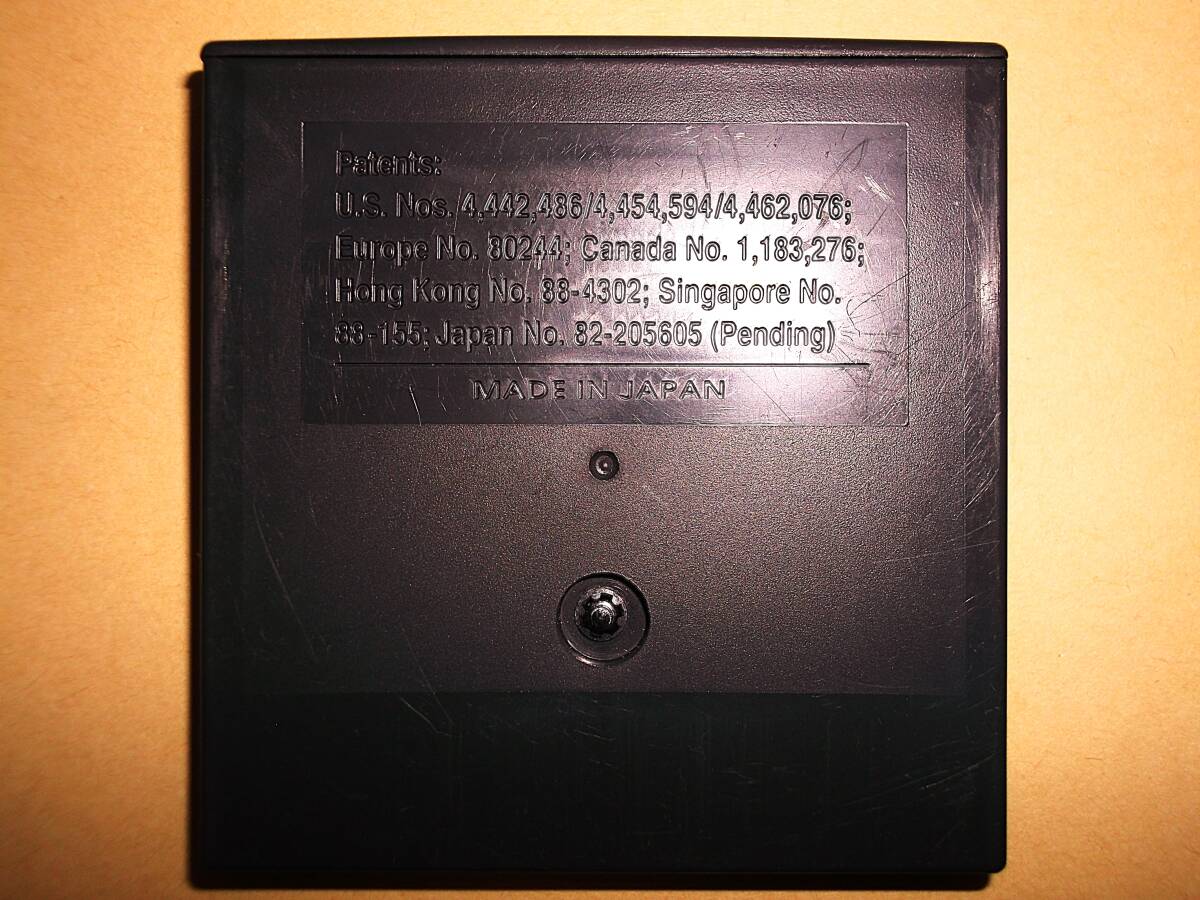 Patents:
U.S. Nos. 4,442,486/4,454,594/4,462,076;
Europe No. 80244; Canada No. 1,183,276;
Hong Kong No. 88-4302; Singapore No.
88-155; Japan No. 82-205605 (Pending)
MADE IN JAPAN